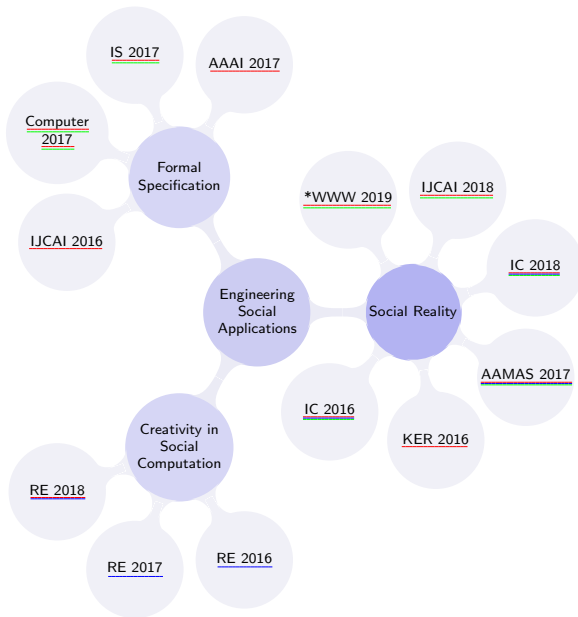 IS 2017
AAAI 2017
Computer
2017
Formal
Specification
IJCAI 2016
*WWW 2019
IJCAI 2018
IC 2018
Engineering
Social
Applications
Social Reality
AAMAS 2017
IC 2016
KER 2016
Creativity in
Social
Computation
RE 2018
RE 2017
RE 2016